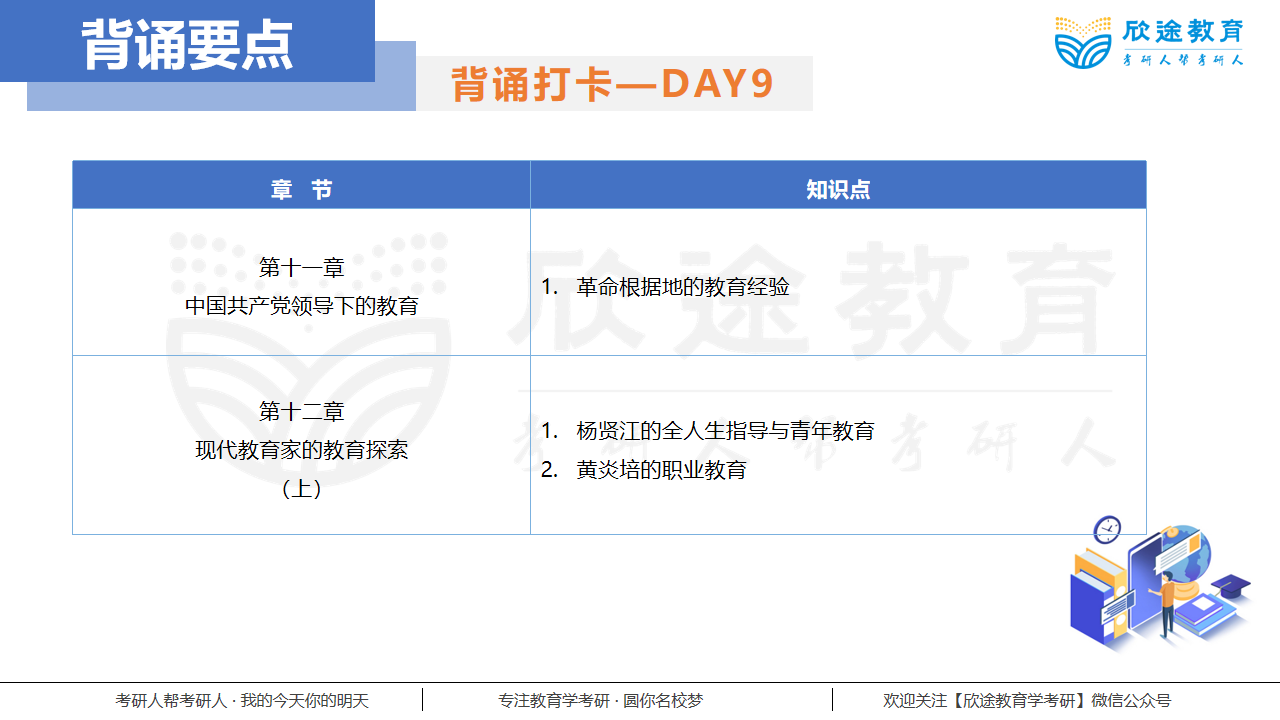 背诵要点
欣途教育
考研人帮考研人
背诵打卡—DAY9
章 节
知识点
第十一章
中国共产党领导下的教育
1. 革命根据地的教育经验
第十二章
现代教育家的教育探索
（上）
1. 杨贤江的全人生指导与青年教育
2. 黄炎培的职业教育
欣途教育
考研人帮考研人
考研人帮考研人 · 我的今天你的明天
专注教育学考研 · 圆你名校梦
欢迎关注【欣途教育学考研】微信公众号